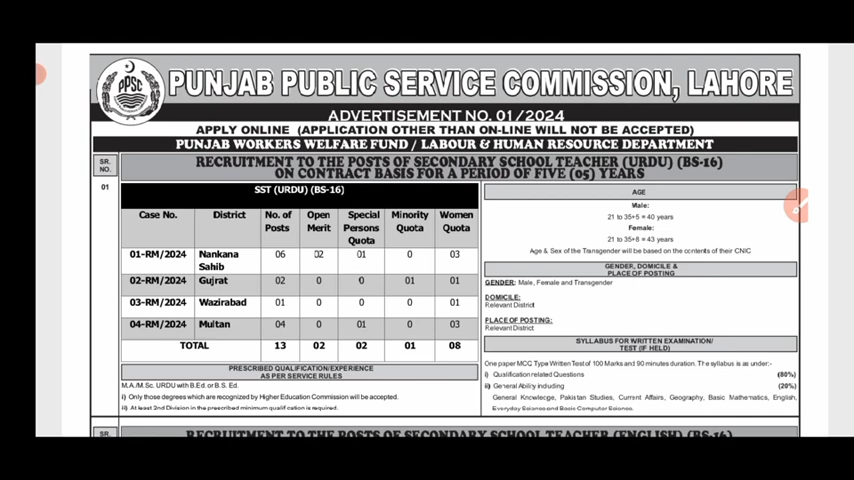 PPSC
PUNJAB PUBLIC SERVICE COMMISSION, LAHORE
ADVERTISEMENT NO. 01/2024
APPLY ONLINE (APPLICATION OTHER THAN ON-LINE WILL NOT BE ACCEPTED)
PUNJAB WORKERS WELFARE FUND / LABOUR & HUMAN RESOURCE DEPARTMENT
SR. NO.
RECRUITMENT TO THE POSTS OF SECONDARY SCHOOL TEACHER (URDU) (BS-16)
ON CONTRACT BASIS FOR A PERIOD OF FIVE (05) YEARS
01
SST (URDU) (BS-16)
Case No. District No. of Posts Open Merit Special Persons Quota Minority Quota Women Quota
01-RM/2024 Nankana Sahib 06 02 01 0 03
02-RM/2024 Gujrat 02 0 0 01 01
03-RM/2024 Wazirabad 01 0 0 0 01
04-RM/2024 Multan 04 0 01 0 03
TOTAL 13 02 02 01 08
PRESCRIBED QUALIFICATION/EXPERIENCE
AS PER SERVICE RULES
M.A./M.Sc. URDU with B.Ed. or B.S. Ed.
i) Only those degrees which are recognized by Higher Education Commission will be accepted.
ii) At least 2nd Division in the prescribed minimum qualification is required.
AGE
Male:
21 to 35+5 = 40 years
Female:
21 to 35+8 = 43 years
Age & Sex of the Transgender will be based on the contents of their CNIC
GENDER, DOMICILE &
PLACE OF POSTING
GENDER: Male, Female and Transgender
DOMICILE:
Relevant District
PLACE OF POSTING:
Relevant District
SYLLABUS FOR WRITTEN EXAMINATION/
TEST (IF HELD)
One paper MCQ Type Written Test of 100 Marks and 90 minutes duration. The syllabus is as under:-
i) Qualification related Questions (80%)
ii) General Ability including (20%)
General Knowledge, Pakistan Studies, Current Affairs, Geography, Basic Mathematics, English,
Everyday Science and Basic Computer Science.
SR.
RECRUITMENT TO THE POSTS OF SECONDARY SCHOOL TEACHER (ENGLISH) (BS-16)